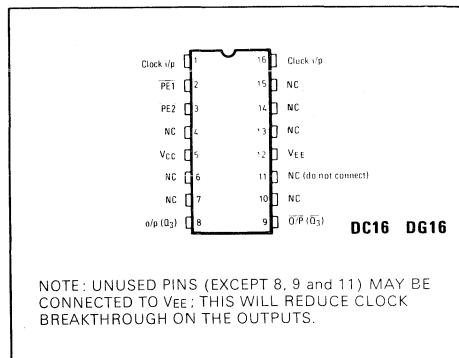 Clock i/p 1 16 Clock i/p
P̅E̅1̅ 2 15 NC
PE2 3 14 NC
NC 4 13 NC
VCC 5 12 VEE
NC 6 11 NC (do not connect)
NC 7 10 NC
o/p (Q3) 8 9 O̅/̅P̅ (Q̅3)
DC16 DG16
NOTE: UNUSED PINS (EXCEPT 8, 9 and 11) MAY BE
CONNECTED TO VEE; THIS WILL REDUCE CLOCK
BREAKTHROUGH ON THE OUTPUTS.